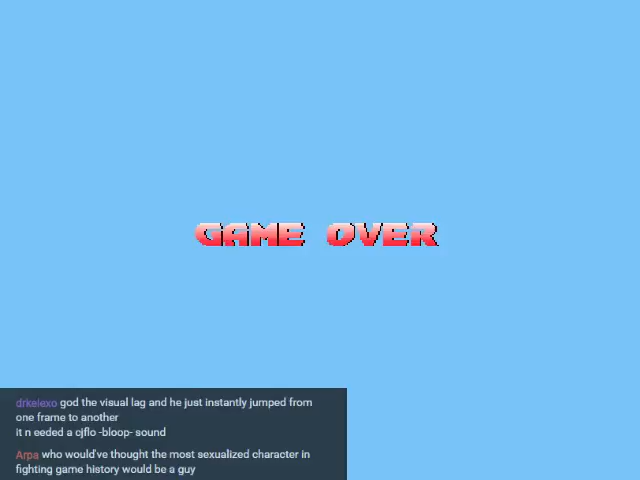 GAME OVER
drkelexo god the visual lag and he just instantly jumped from
one frame to another
it n eeded a cjflo -bloop- sound
Arpa who would've thought the most sexualized character in
fighting game history would be a guy